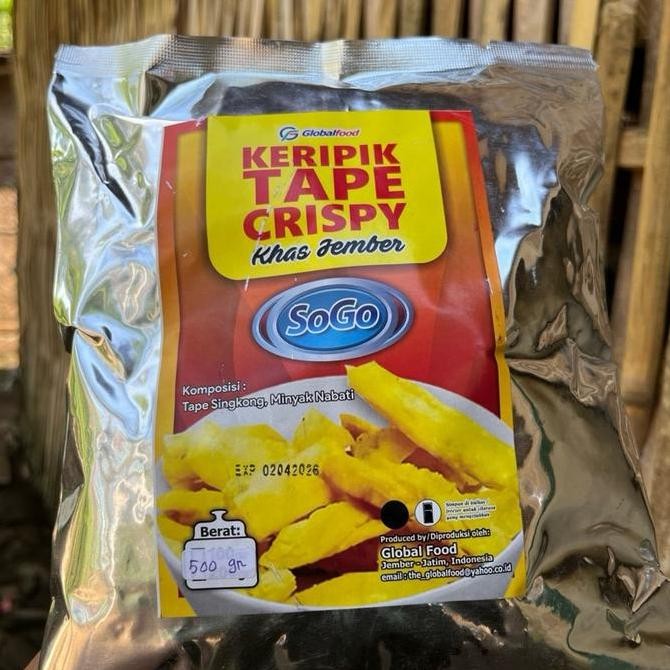 Globalfood
KERIPIK
TAPE
CRISPY
Khas Jember
SoGo
Komposisi :
Tape Singkong, Minyak Nabati
EXP 02042026
Berat:
500 gr.
Produced by/Diproduksi oleh:
Global Food
Jember - Jatim, Indonesia
email : the_globalfood@yahoo.co.id